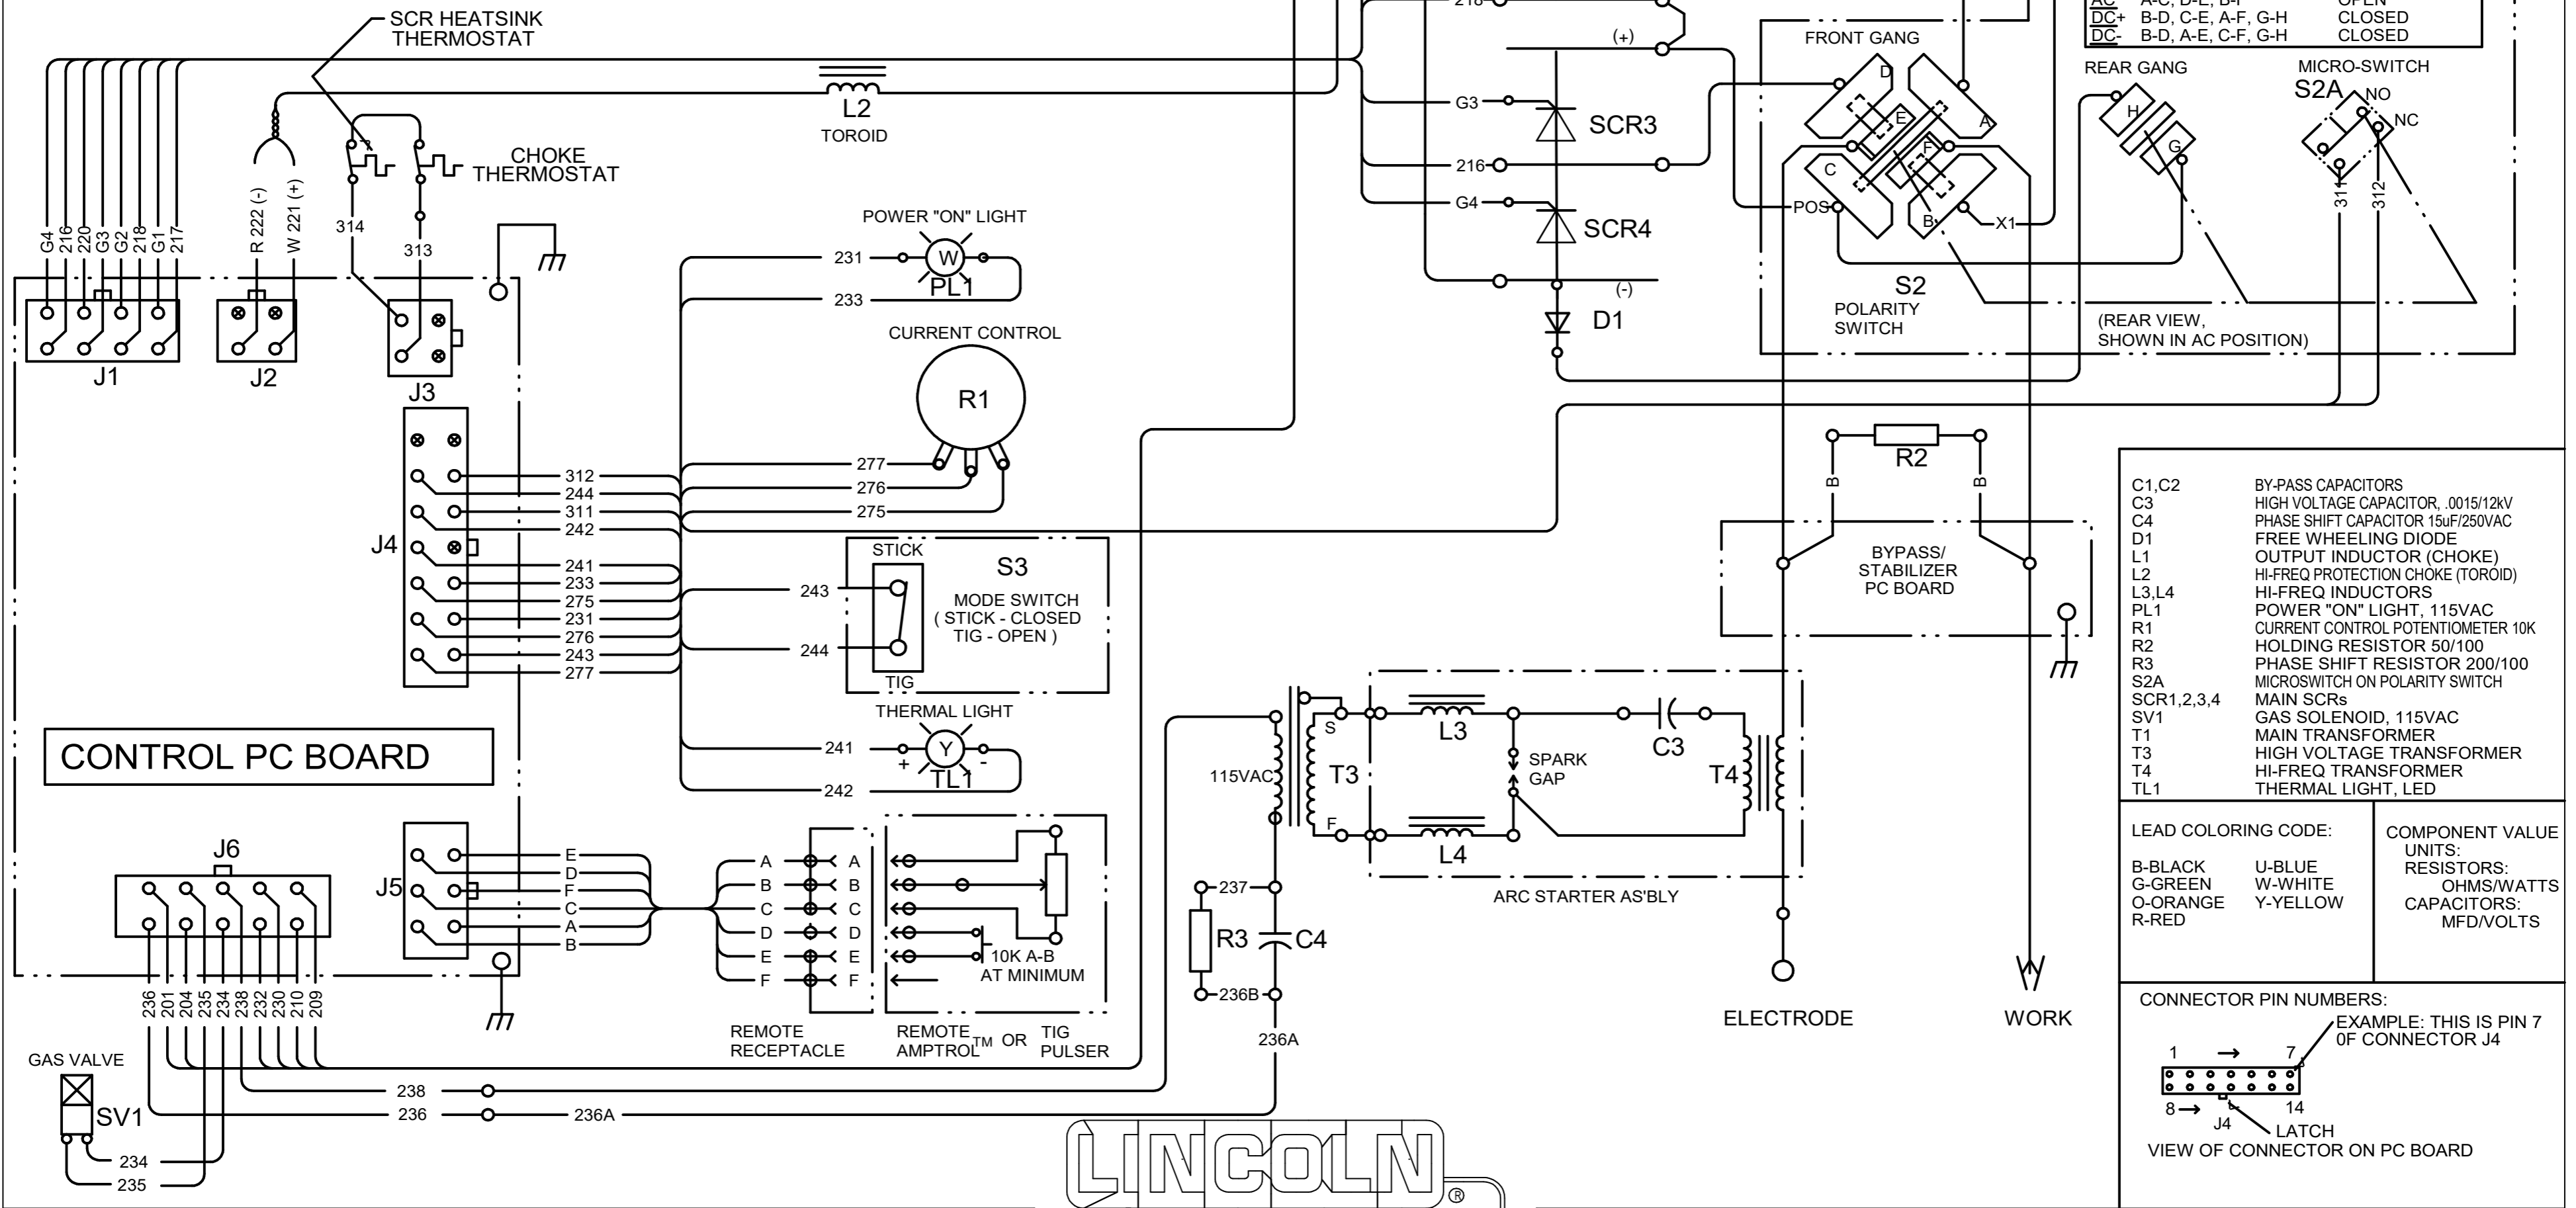 SCR HEATSINK
THERMOSTAT
L2
TOROID
CHOKE
THERMOSTAT
G4
216
220
G3
G2
218
G1
217
R 222 (-)
W 221 (+)
314
313
J1
J2
J3
POWER "ON" LIGHT
231
W
PL1
233
CURRENT CONTROL
R1
277
276
275
312
244
311
242
J4
241
233
275
231
276
243
277
STICK
243
S3
MODE SWITCH
( STICK - CLOSED
TIG - OPEN )
244
TIG
THERMAL LIGHT
241
Y
+
-
TL1
242
CONTROL PC BOARD
J6
J5
E
D
F
C
A
B
A
B
C
D
E
F
A
B
C
D
E
F
10K A-B
AT MINIMUM
REMOTE
RECEPTACLE
REMOTE
AMPTROL™ OR
TIG
PULSER
236
201
204
235
234
238
232
230
210
209
GAS VALVE
SV1
234
235
238
236
236A
218
(+)
G3
SCR3
216
G4
SCR4
(-)
D1
FRONT GANG
D
A
E
F
C
B
POS
X1
S2
POLARITY
SWITCH
AC A-C, D-E, B-F OPEN
DC+ B-D, C-E, A-F, G-H CLOSED
DC- B-D, A-E, C-F, G-H CLOSED
REAR GANG
H
G
MICRO-SWITCH
S2A
NO
NC
311
312
(REAR VIEW,
SHOWN IN AC POSITION)
R2
B
B
BYPASS/
STABILIZER
PC BOARD
115VAC
S
T3
F
L3
L4
SPARK
GAP
C3
T4
ARC STARTER AS'BLY
237
R3
C4
236B
236A
ELECTRODE
WORK
C1,C2 BY-PASS CAPACITORS
C3 HIGH VOLTAGE CAPACITOR, .0015/12kV
C4 PHASE SHIFT CAPACITOR 15uF/250VAC
D1 FREE WHEELING DIODE
L1 OUTPUT INDUCTOR (CHOKE)
L2 HI-FREQ PROTECTION CHOKE (TOROID)
L3,L4 HI-FREQ INDUCTORS
PL1 POWER "ON" LIGHT, 115VAC
R1 CURRENT CONTROL POTENTIOMETER 10K
R2 HOLDING RESISTOR 50/100
R3 PHASE SHIFT RESISTOR 200/100
S2A MICROSWITCH ON POLARITY SWITCH
SCR1,2,3,4 MAIN SCRs
SV1 GAS SOLENOID, 115VAC
T1 MAIN TRANSFORMER
T3 HIGH VOLTAGE TRANSFORMER
T4 HI-FREQ TRANSFORMER
TL1 THERMAL LIGHT, LED
LEAD COLORING CODE:
B-BLACK U-BLUE
G-GREEN W-WHITE
O-ORANGE Y-YELLOW
R-RED
COMPONENT VALUE
UNITS:
RESISTORS:
OHMS/WATTS
CAPACITORS:
MFD/VOLTS
CONNECTOR PIN NUMBERS:
EXAMPLE: THIS IS PIN 7
0F CONNECTOR J4
1
7
8
14
J4
LATCH
VIEW OF CONNECTOR ON PC BOARD
LINCOLN
®